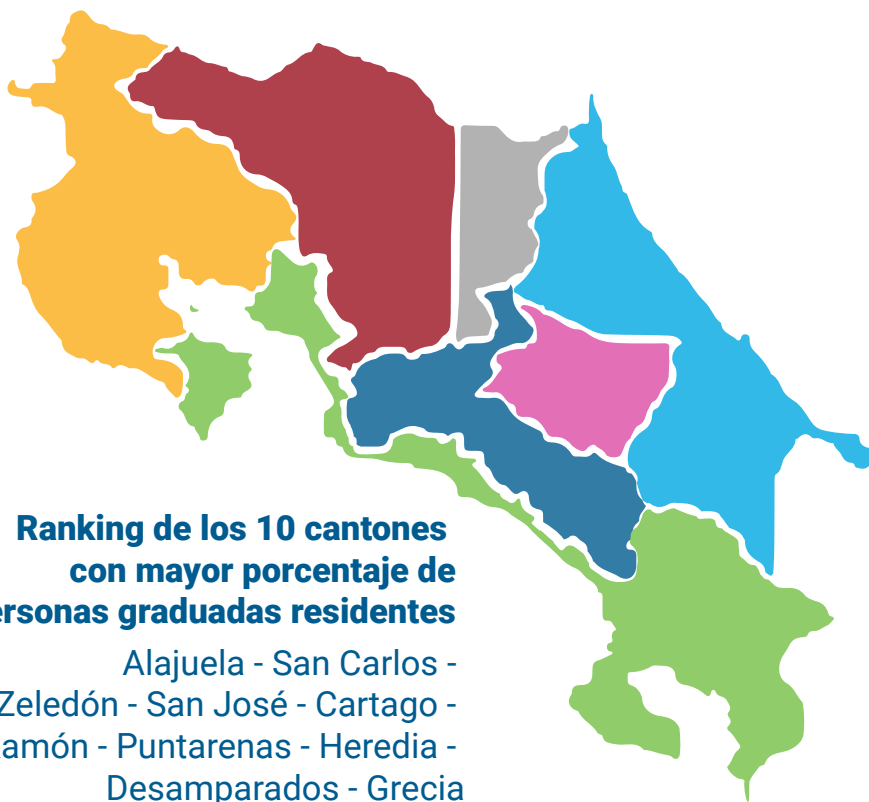 Ranking de los 10 cantones
con mayor porcentaje de
ersonas graduadas residentes
Alajuela - San Carlos -
Zeledón - San José - Cartago -
amón - Puntarenas - Heredia -
Desamparados - Grecia